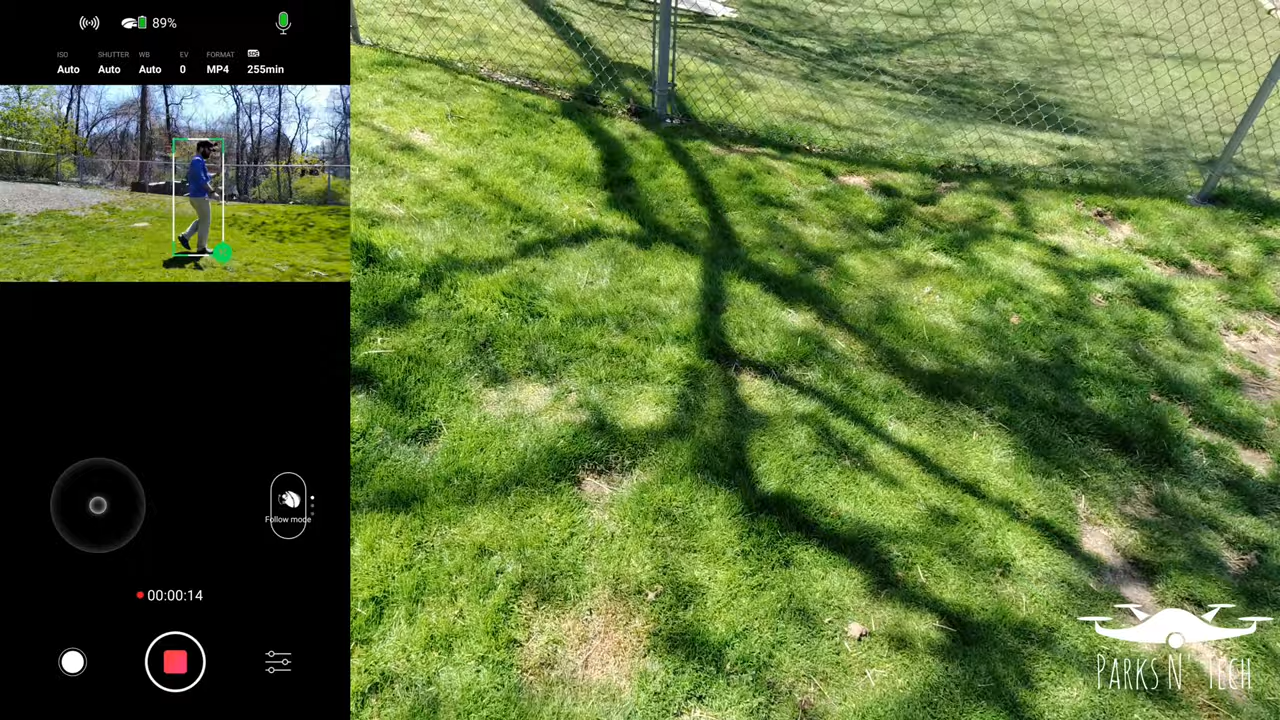 89%
ISO SHUTTER WB EV FORMAT
Auto Auto Auto 0 MP4 255min
Follow mode
00:00:14
PARKS N' TECH